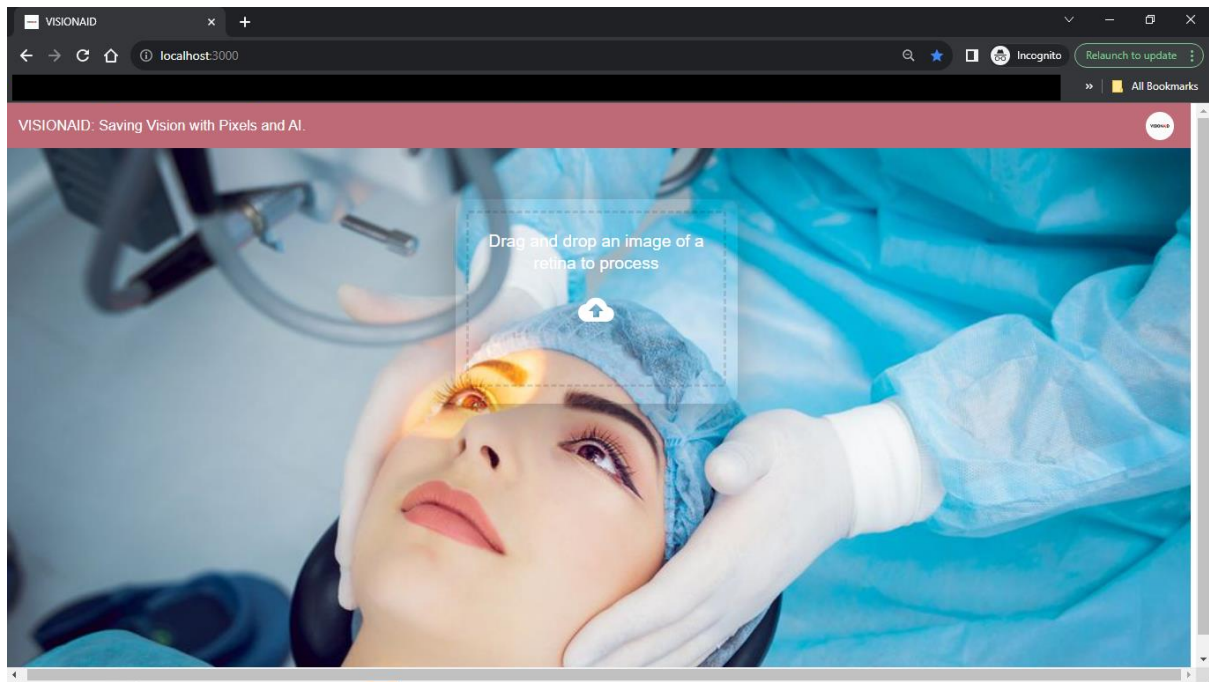 VISIONAID
localhost:3000
Incognito
Relaunch to update
» All Bookmarks
VISIONAID: Saving Vision with Pixels and AI.
VISIONAID
Drag and drop an image of a
retina to process